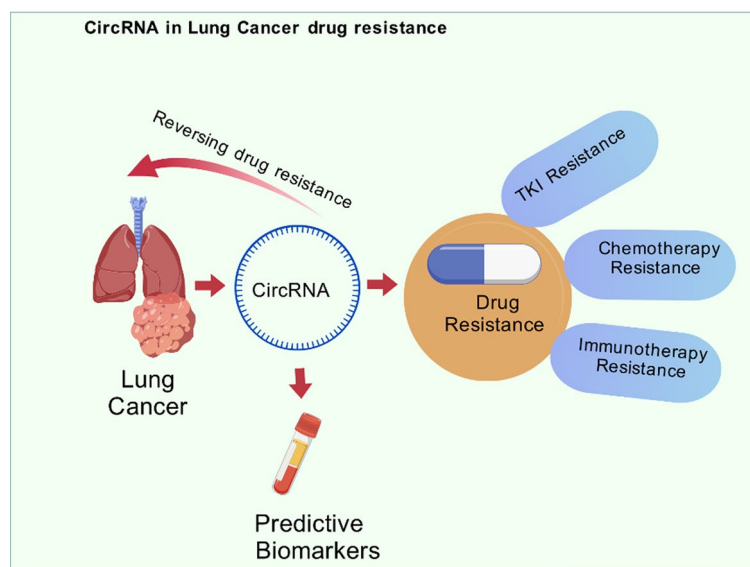 CircRNA in Lung Cancer drug resistance
Reversing drug resistance
TKI Resistance
CircRNA
Chemotherapy
Resistance
Drug
Resistance
Immunotherapy
Resistance
Lung
Cancer
Predictive
Biomarkers